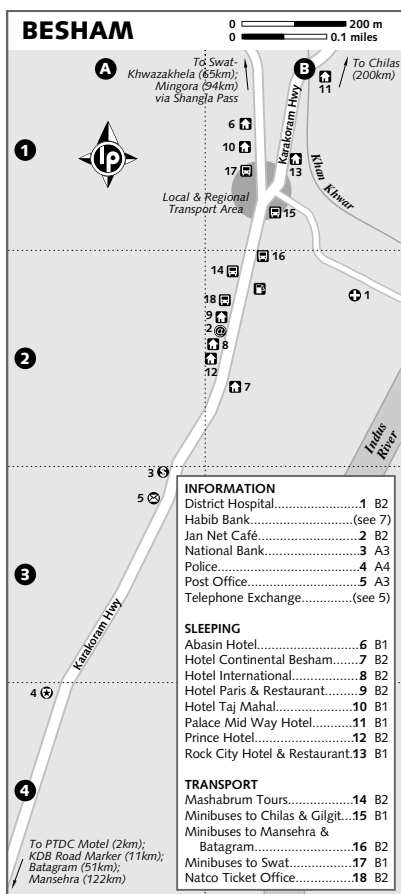 BESHAM
0 200 m
0 0.1 miles
A
B
To Swat-
Khwazakhela (65km);
Mingora (94km)
via Shangla Pass
To Chilas
(200km)
11
6
1
10
13
17
lp
Karakoram Hwy
Khan Khwar
Local & Regional
Transport Area
15
16
14
1
18
9
2 @
8
2
12
7
Indus
River
3 $
5
3
Karakoram Hwy
4
4
To PTDC Motel (2km);
KDB Road Marker (11km);
Batagram (51km);
Mansehra (122km)
INFORMATION
District Hospital....................1 B2
Habib Bank........................(see 7)
Jan Net Café.........................2 B2
National Bank.......................3 A3
Police....................................4 A4
Post Office............................5 A3
Telephone Exchange.............(see 5)
SLEEPING
Abasin Hotel.........................6 B1
Hotel Continental Besham......7 B2
Hotel International.................8 B2
Hotel Paris & Restaurant........9 B2
Hotel Taj Mahal....................10 B1
Palace Mid Way Hotel...........11 B1
Prince Hotel.........................12 B2
Rock City Hotel & Restaurant.13 B1
TRANSPORT
Mashabrum Tours.................14 B2
Minibuses to Chilas & Gilgit...15 B1
Minibuses to Mansehra &
Batagram.........................16 B2
Minibuses to Swat................17 B1
Natco Ticket Office...............18 B2